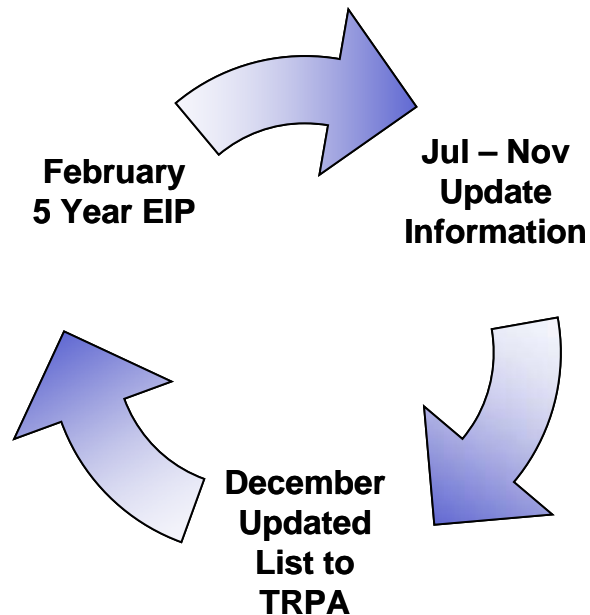 February
5 Year EIP
Jul – Nov
Update
Information
December
Updated
List to
TRPA